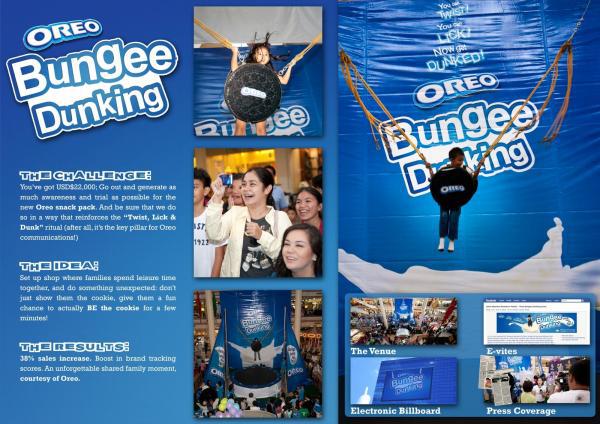 OREO
Bungee
Dunking
THE CHALLENGE:
You've got USD$22,000; Go out and generate as
much awareness and trial as possible for the
new Oreo snack pack. And be sure that we do
so in a way that reinforces the "Twist, Lick &
Dunk" ritual (after all, it's the key pillar for Oreo
communications!)
THE IDEA:
Set up shop where families spend leisure time
together, and do something unexpected: don't
just show them the cookie, give them a fun
chance to actually BE the cookie for a few
minutes!
THE RESULTS:
38% sales increase. Boost in brand tracking
scores. An unforgettable shared family moment,
courtesy of Oreo.
You can
TWIST!
You can
LICK!
Now get
DUNKED!
OREO
Bungee
Dunking
OREO
The Venue
E-vites
Bungee
Dunking
Bungee
Dunking
Electronic Billboard
Press Coverage